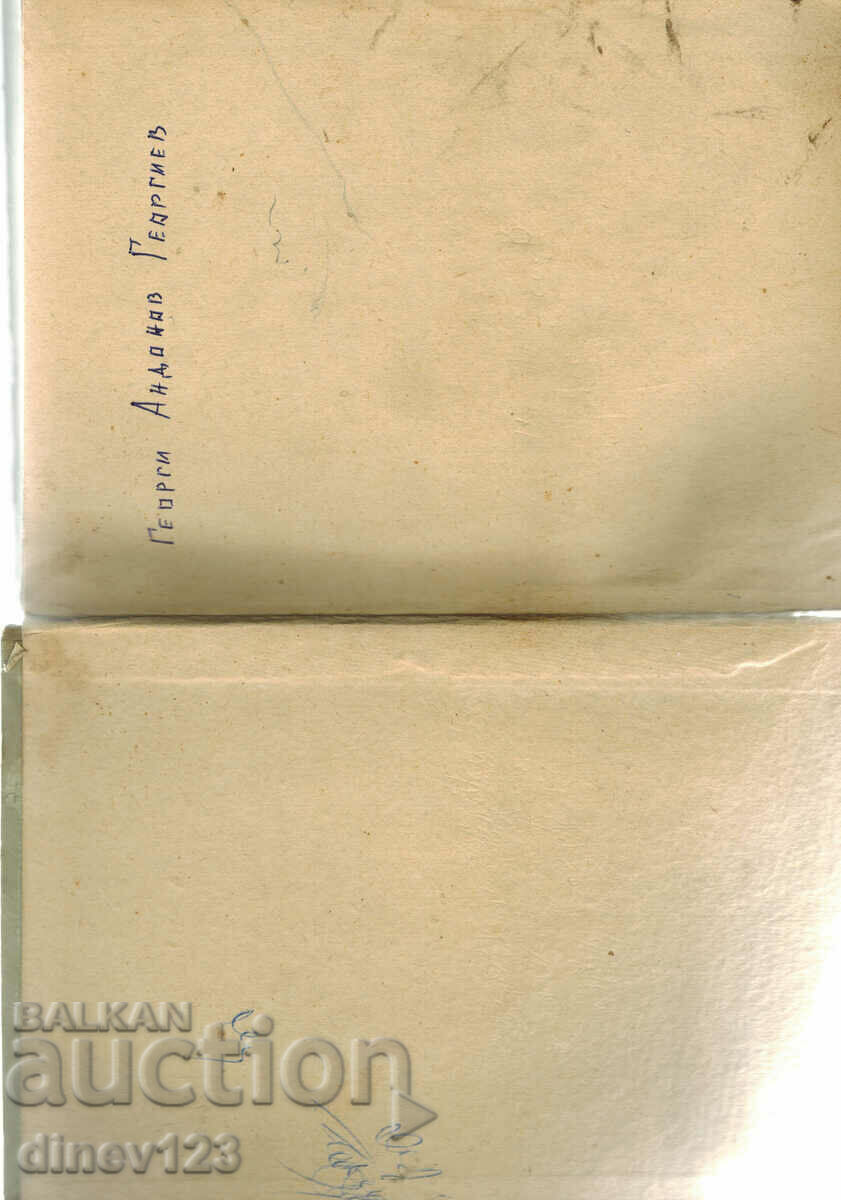 Георги Андонов Георгиев
BALKAN
auction
dinev123